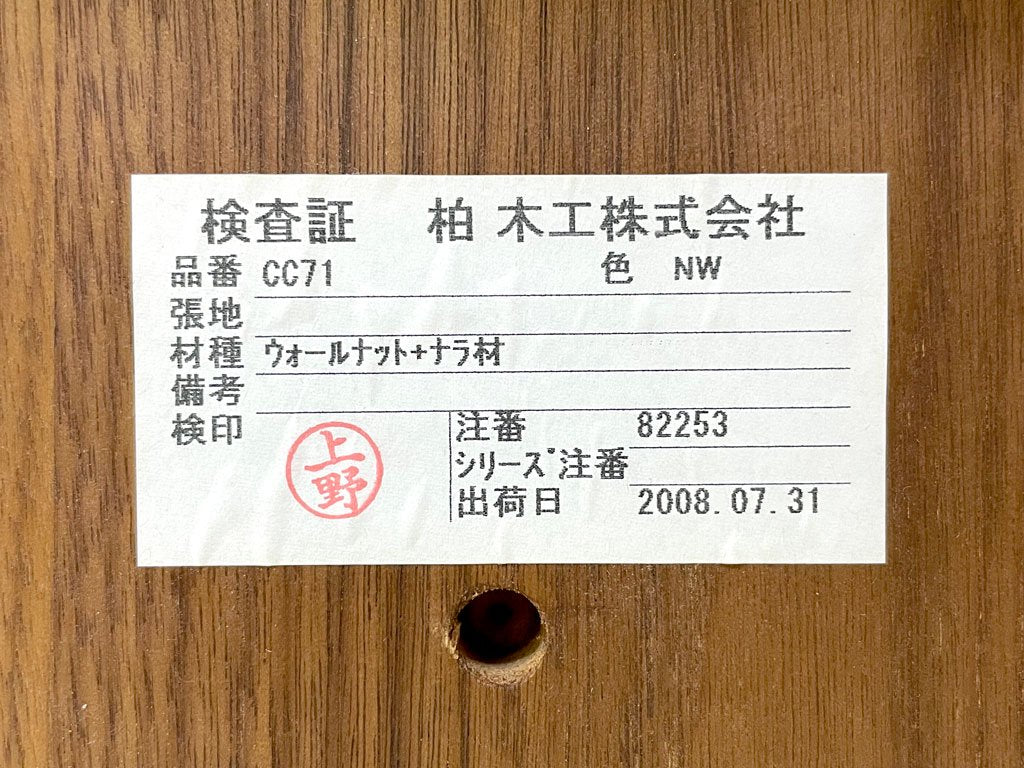 検査証　柏木工株式会社
品番 CC71　色 NW
張地
材種 ウォールナット+ナラ材
備考
検印 上野
注番 82253
シリーズ注番
出荷日 2008.07.31